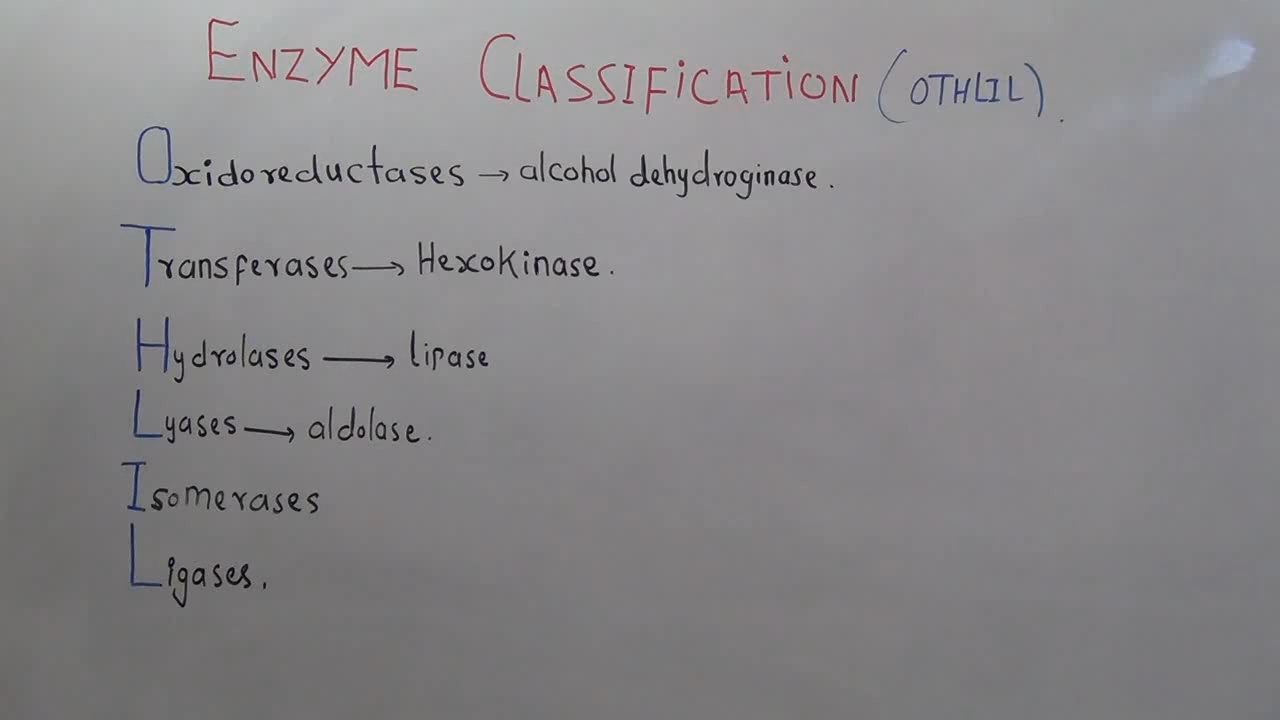 ENZYME CLASSIFICATION (OTHLIL).
Oxidoreductases → alcohol dehydroginase.
Transferases → Hexokinase.
Hydrolases → lipase
Lyases → aldolase.
Isomerases
Ligases.